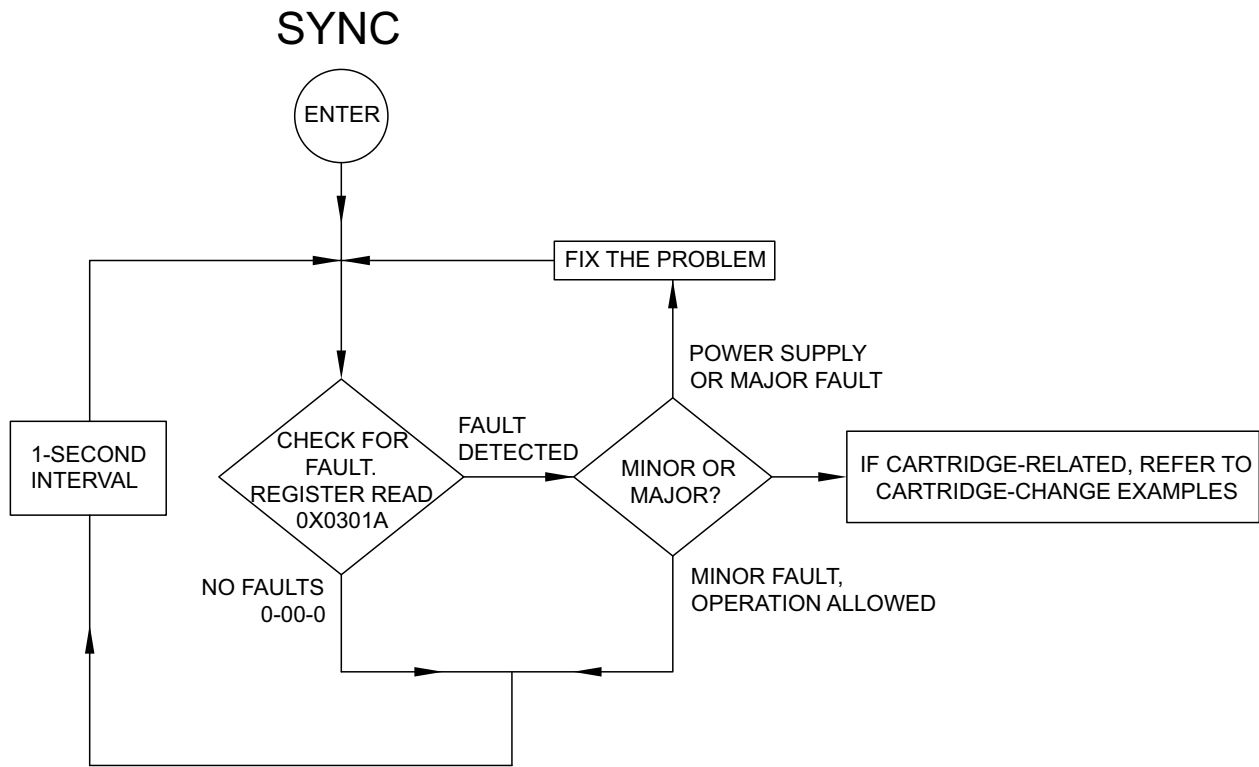 SYNC
ENTER
FIX THE PROBLEM
POWER SUPPLY
OR MAJOR FAULT
1-SECOND
INTERVAL
CHECK FOR
FAULT.
REGISTER READ
0X0301A
FAULT
DETECTED
MINOR OR
MAJOR?
IF CARTRIDGE-RELATED, REFER TO
CARTRIDGE-CHANGE EXAMPLES
NO FAULTS
0-00-0
MINOR FAULT,
OPERATION ALLOWED